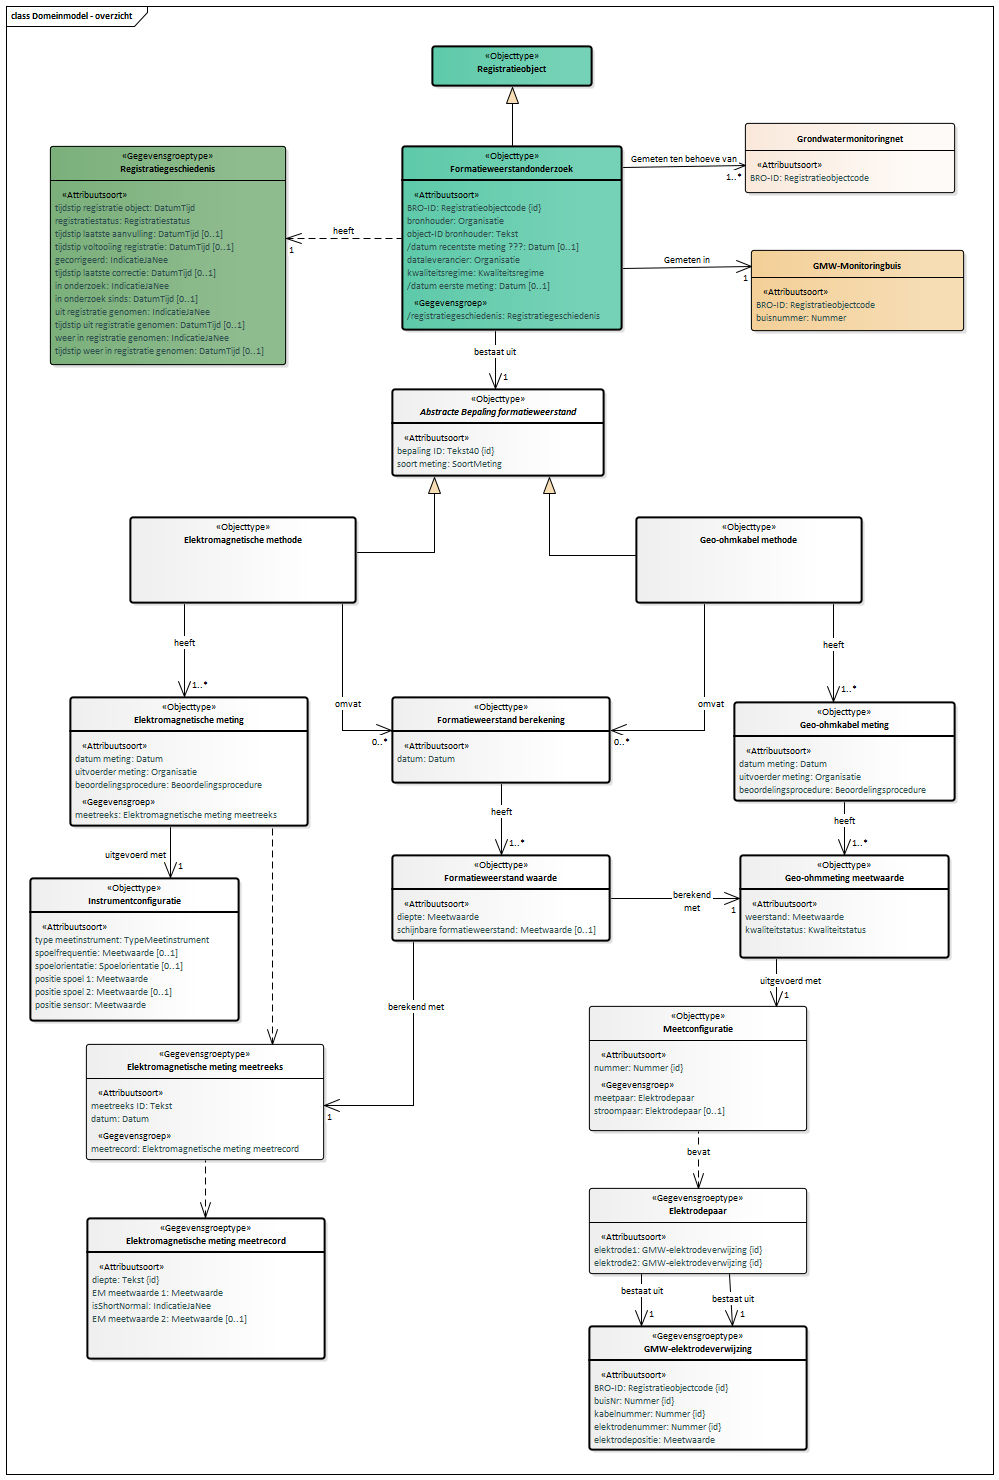 class Domeinmodel - overzicht
«Objecttype»
Registratieobject
«Gegevensgroeptype»
Registratiegeschiedenis
«Attribuutsoort»
tijdstip registratie object: DatumTijd
registratiestatus: Registratiestatus
tijdstip laatste aanvulling: DatumTijd [0..1]
tijdstip voltooiing registratie: DatumTijd [0..1]
gecorrigeerd: IndicatieJaNee
tijdstip laatste correctie: DatumTijd [0..1]
in onderzoek: IndicatieJaNee
in onderzoek sinds: DatumTijd [0..1]
uit registratie genomen: IndicatieJaNee
tijdstip uit registratie genomen: DatumTijd [0..1]
weer in registratie genomen: IndicatieJaNee
tijdstip weer in registratie genomen: DatumTijd [0..1]
heeft
1
«Objecttype»
Formatieweerstandonderzoek
«Attribuutsoort»
BRO-ID: Registratieobjectcode {id}
bronhouder: Organisatie
object-ID bronhouder: Tekst
/datum recentste meting ???: Datum [0..1]
dataleverancier: Organisatie
kwaliteitsregime: Kwaliteitsregime
/datum eerste meting: Datum [0..1]
«Gegevensgroep»
/registratiegeschiedenis: Registratiegeschiedenis
Gemeten ten behoeve van
1..*
Grondwatermonitoringnet
«Attribuutsoort»
BRO-ID: Registratieobjectcode
Gemeten in
1
GMW-Monitoringbuis
«Attribuutsoort»
BRO-ID: Registratieobjectcode
buisnummer: Nummer
bestaat uit
1
«Objecttype»
Abstracte Bepaling formatieweerstand
«Attribuutsoort»
bepaling ID: Tekst40 {id}
soort meting: SoortMeting
«Objecttype»
Elektromagnetische methode
«Objecttype»
Geo-ohmkabel methode
heeft
1..*
omvat
0..*
omvat
0..*
heeft
1..*
«Objecttype»
Elektromagnetische meting
«Attribuutsoort»
datum meting: Datum
uitvoerder meting: Organisatie
beoordelingsprocedure: Beoordelingsprocedure
«Gegevensgroep»
meetreeks: Elektromagnetische meting meetreeks
«Objecttype»
Formatieweerstand berekening
«Attribuutsoort»
datum: Datum
«Objecttype»
Geo-ohmkabel meting
«Attribuutsoort»
datum meting: Datum
uitvoerder meting: Organisatie
beoordelingsprocedure: Beoordelingsprocedure
uitgevoerd met
1
heeft
1..*
heeft
1..*
«Objecttype»
Instrumentconfiguratie
«Attribuutsoort»
type meetinstrument: TypeMeetinstrument
spoelfrequentie: Meetwaarde [0..1]
spoelorientatie: Spoelorientatie [0..1]
positie spoel 1: Meetwaarde
positie spoel 2: Meetwaarde [0..1]
positie sensor: Meetwaarde
«Objecttype»
Formatieweerstand waarde
«Attribuutsoort»
diepte: Meetwaarde
schijnbare formatieweerstand: Meetwaarde [0..1]
berekend
met
1
«Objecttype»
Geo-ohmmeting meetwaarde
«Attribuutsoort»
weerstand: Meetwaarde
kwaliteitstatus: Kwaliteitstatus
berekend met
1
uitgevoerd met
1
«Objecttype»
Meetconfiguratie
«Attribuutsoort»
nummer: Nummer {id}
«Gegevensgroep»
meetpaar: Elektrodepaar
stroompaar: Elektrodepaar [0..1]
«Gegevensgroeptype»
Elektromagnetische meting meetreeks
«Attribuutsoort»
meetreeks ID: Tekst
datum: Datum
«Gegevensgroep»
meetrecord: Elektromagnetische meting meetrecord
bevat
«Gegevensgroeptype»
Elektrodepaar
«Attribuutsoort»
elektrode1: GMW-elektrodeverwijzing {id}
elektrode2: GMW-elektrodeverwijzing {id}
«Gegevensgroeptype»
Elektromagnetische meting meetrecord
«Attribuutsoort»
diepte: Tekst {id}
EM meetwaarde 1: Meetwaarde
isShortNormal: IndicatieJaNee
EM meetwaarde 2: Meetwaarde [0..1]
bestaat uit
1
bestaat uit
1
«Gegevensgroeptype»
GMW-elektrodeverwijzing
«Attribuutsoort»
BRO-ID: Registratieobjectcode {id}
buisNr: Nummer {id}
kabelnummer: Nummer {id}
elektrodenummer: Nummer {id}
elektrodepositie: Meetwaarde